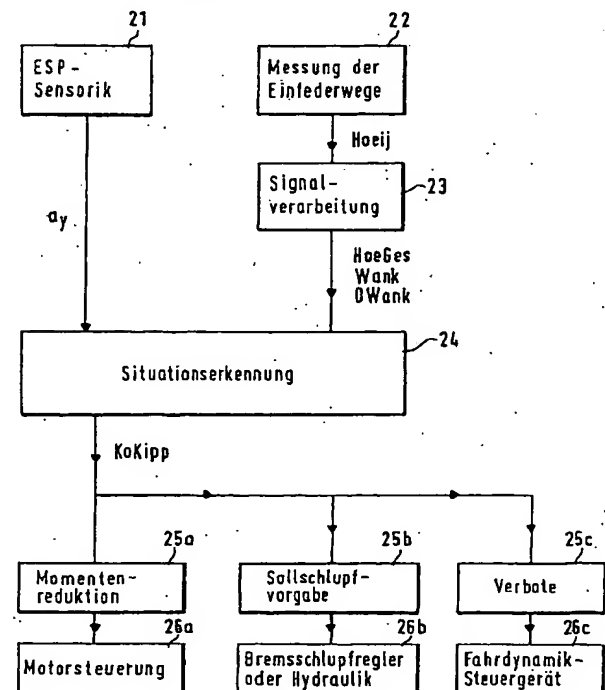 21
ESP-
Sensorik
22
Messung der
Einfederwege
Hoeij
Signal-
verarbeitung
23
ay
HoeGes
Wank
DWank
24
Situationserkennung
KoKipp
25a
Momenten-
reduktion
25b
Sollschlupf-
vorgabe
25c
Verbote
26a
Motorsteuerung
26b
Bremsschlupfregler
oder Hydraulik
26c
Fahrdynamik-
Steuergerät